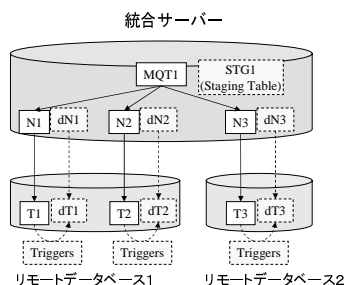 統合サーバー
MQT1
STG1
(Staging Table)
N1
dN1
N2
dN2
N3
dN3
T1
dT1
T2
dT2
T3
dT3
Triggers
Triggers
Triggers
リモートデータベース1
リモートデータベース2